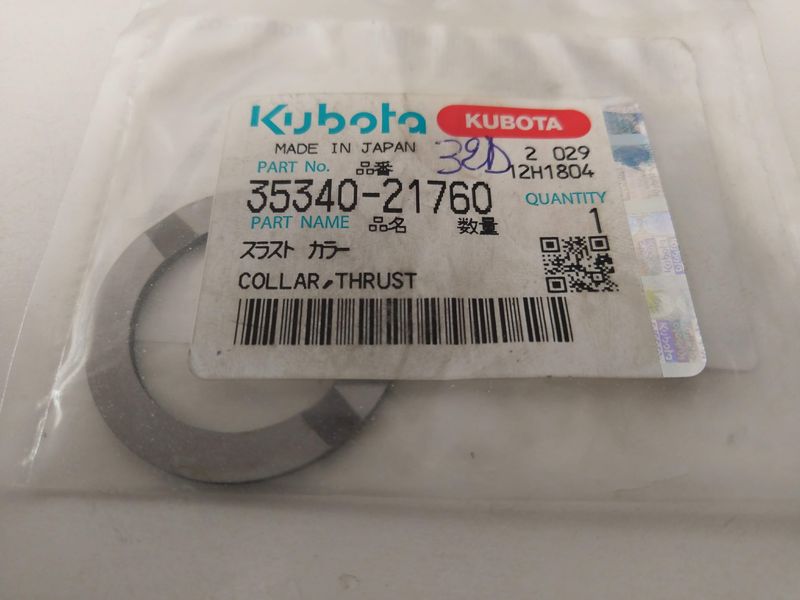 Kubota KUBOTA
MADE IN JAPAN 32D 2 029
PART No. 品番 12H1804
35340-21760 QUANTITY
PART NAME 品名 数量 1
スラスト カラー
COLLAR,THRUST